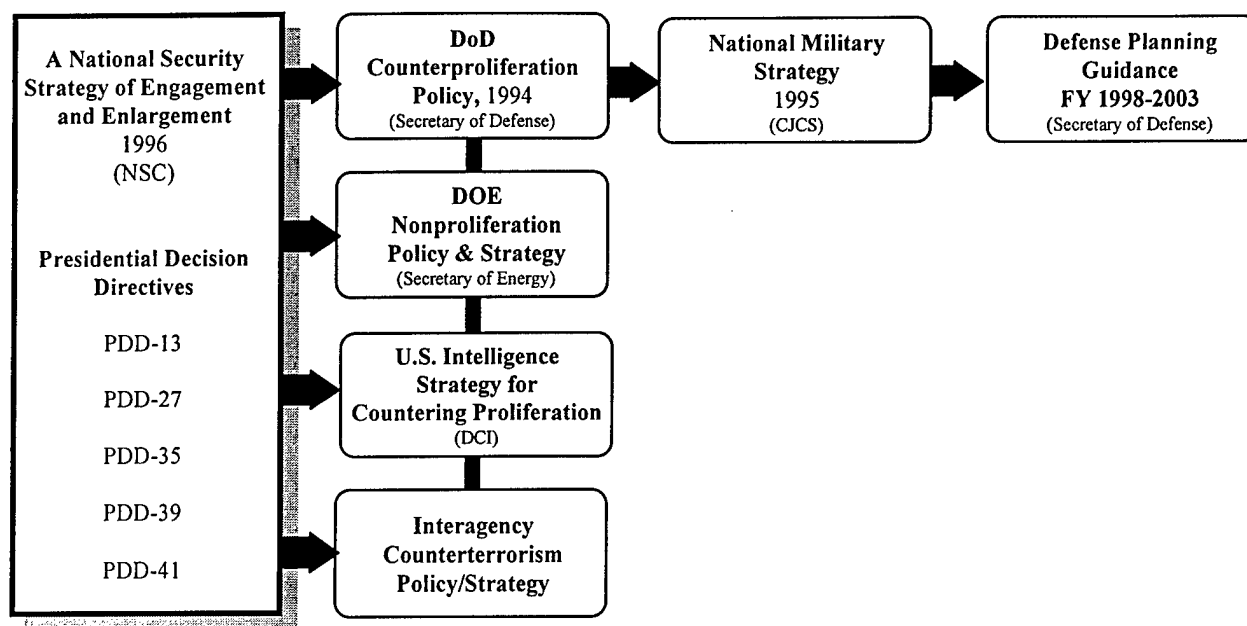 A National Security
Strategy of Engagement
and Enlargement
1996
(NSC)
Presidential Decision
Directives
PDD-13
PDD-27
PDD-35
PDD-39
PDD-41
DoD
Counterproliferation
Policy, 1994
(Secretary of Defense)
National Military
Strategy
1995
(CJCS)
Defense Planning
Guidance
FY 1998-2003
(Secretary of Defense)
DOE
Nonproliferation
Policy & Strategy
(Secretary of Energy)
U.S. Intelligence
Strategy for
Countering Proliferation
(DCI)
Interagency
Counterterrorism
Policy/Strategy